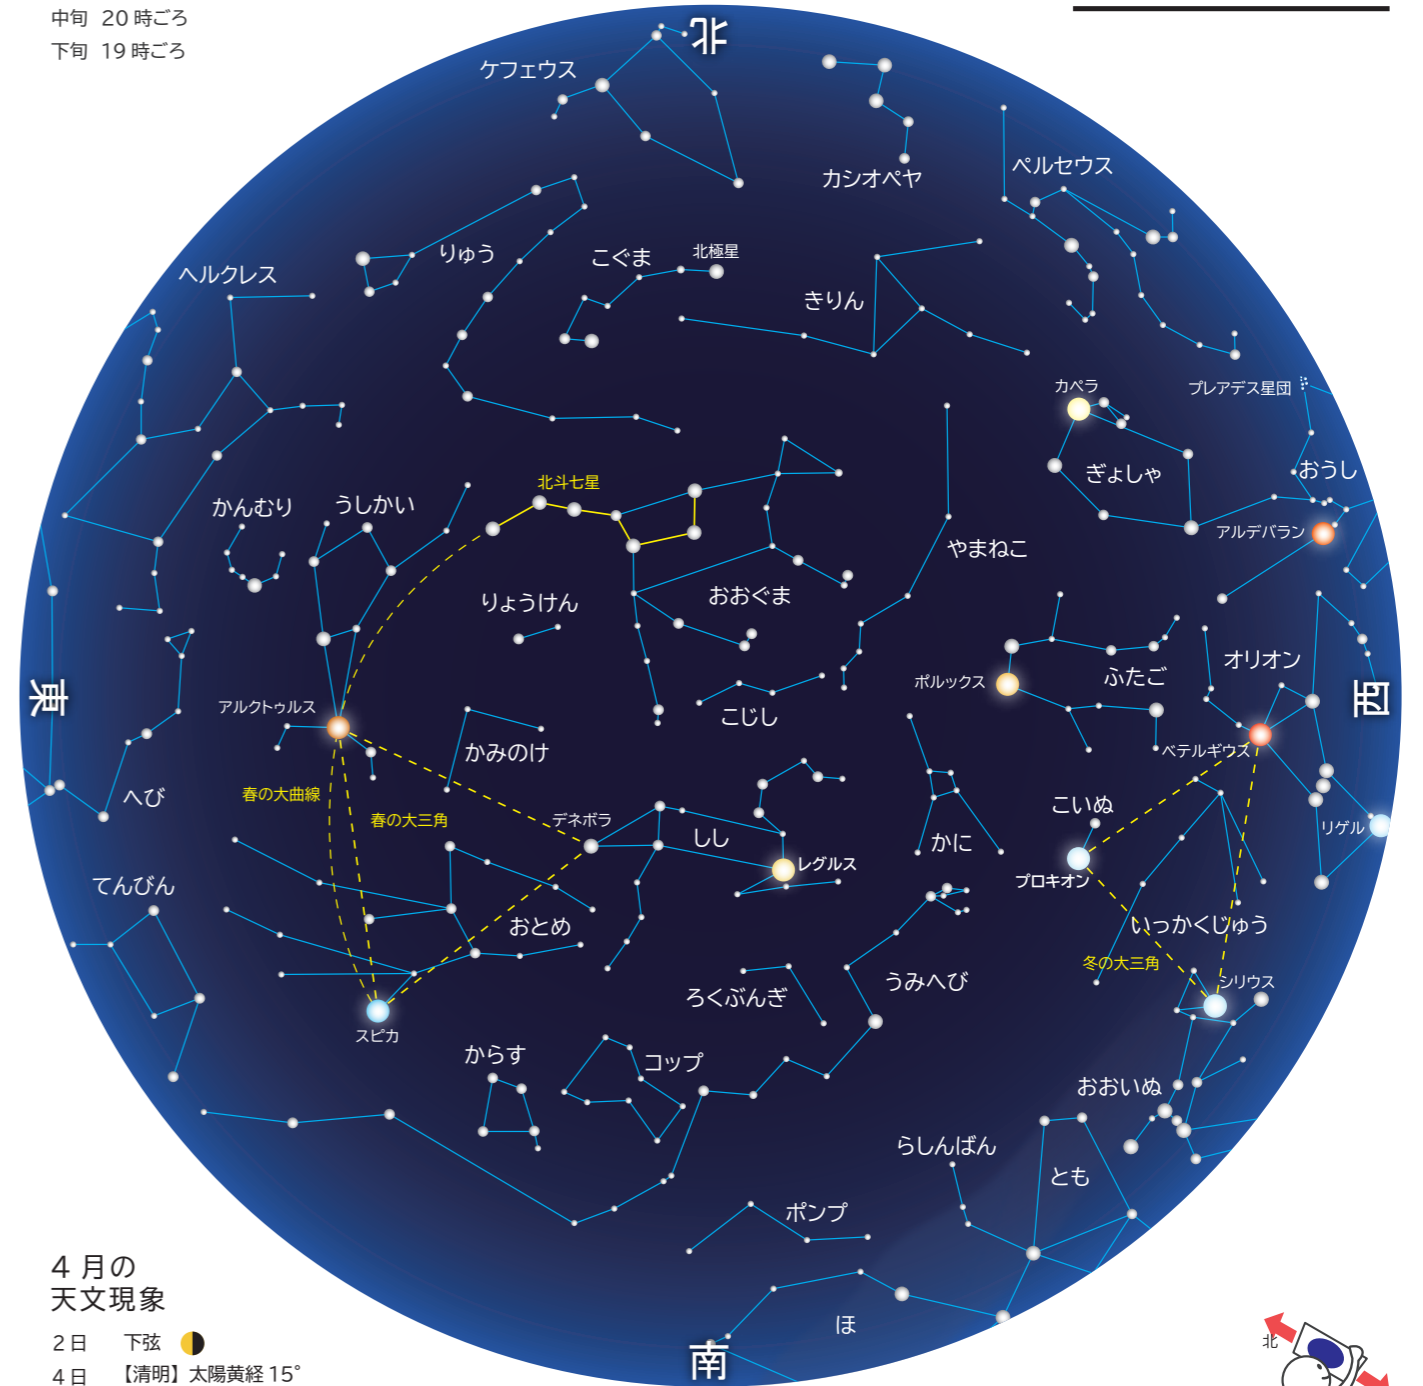 中旬 20時ごろ
下旬 19時ごろ
北
ケフェウス
カシオペヤ
ペルセウス
りゅう
こぐま
北極星
ヘルクレス
きりん
カペラ
プレアデス星団
ぎょしゃ
おうし
北斗七星
かんむり
うしかい
アルデバラン
やまねこ
りょうけん
おおぐま
オリオン
ふたご
ポルックス
東
西
アルクトゥルス
こじし
かみのけ
ベテルギウス
へび
春の大曲線
春の大三角
デネボラ
しし
こいぬ
リゲル
かに
レグルス
プロキオン
てんびん
おとめ
いっかくじゅう
冬の大三角
うみへび
シリウス
ろくぶんぎ
スピカ
からす
コップ
おおいぬ
らしんばん
とも
ポンプ
ほ
南
4月の
天文現象
2日 下弦
4日 【清明】太陽黄経15°
北